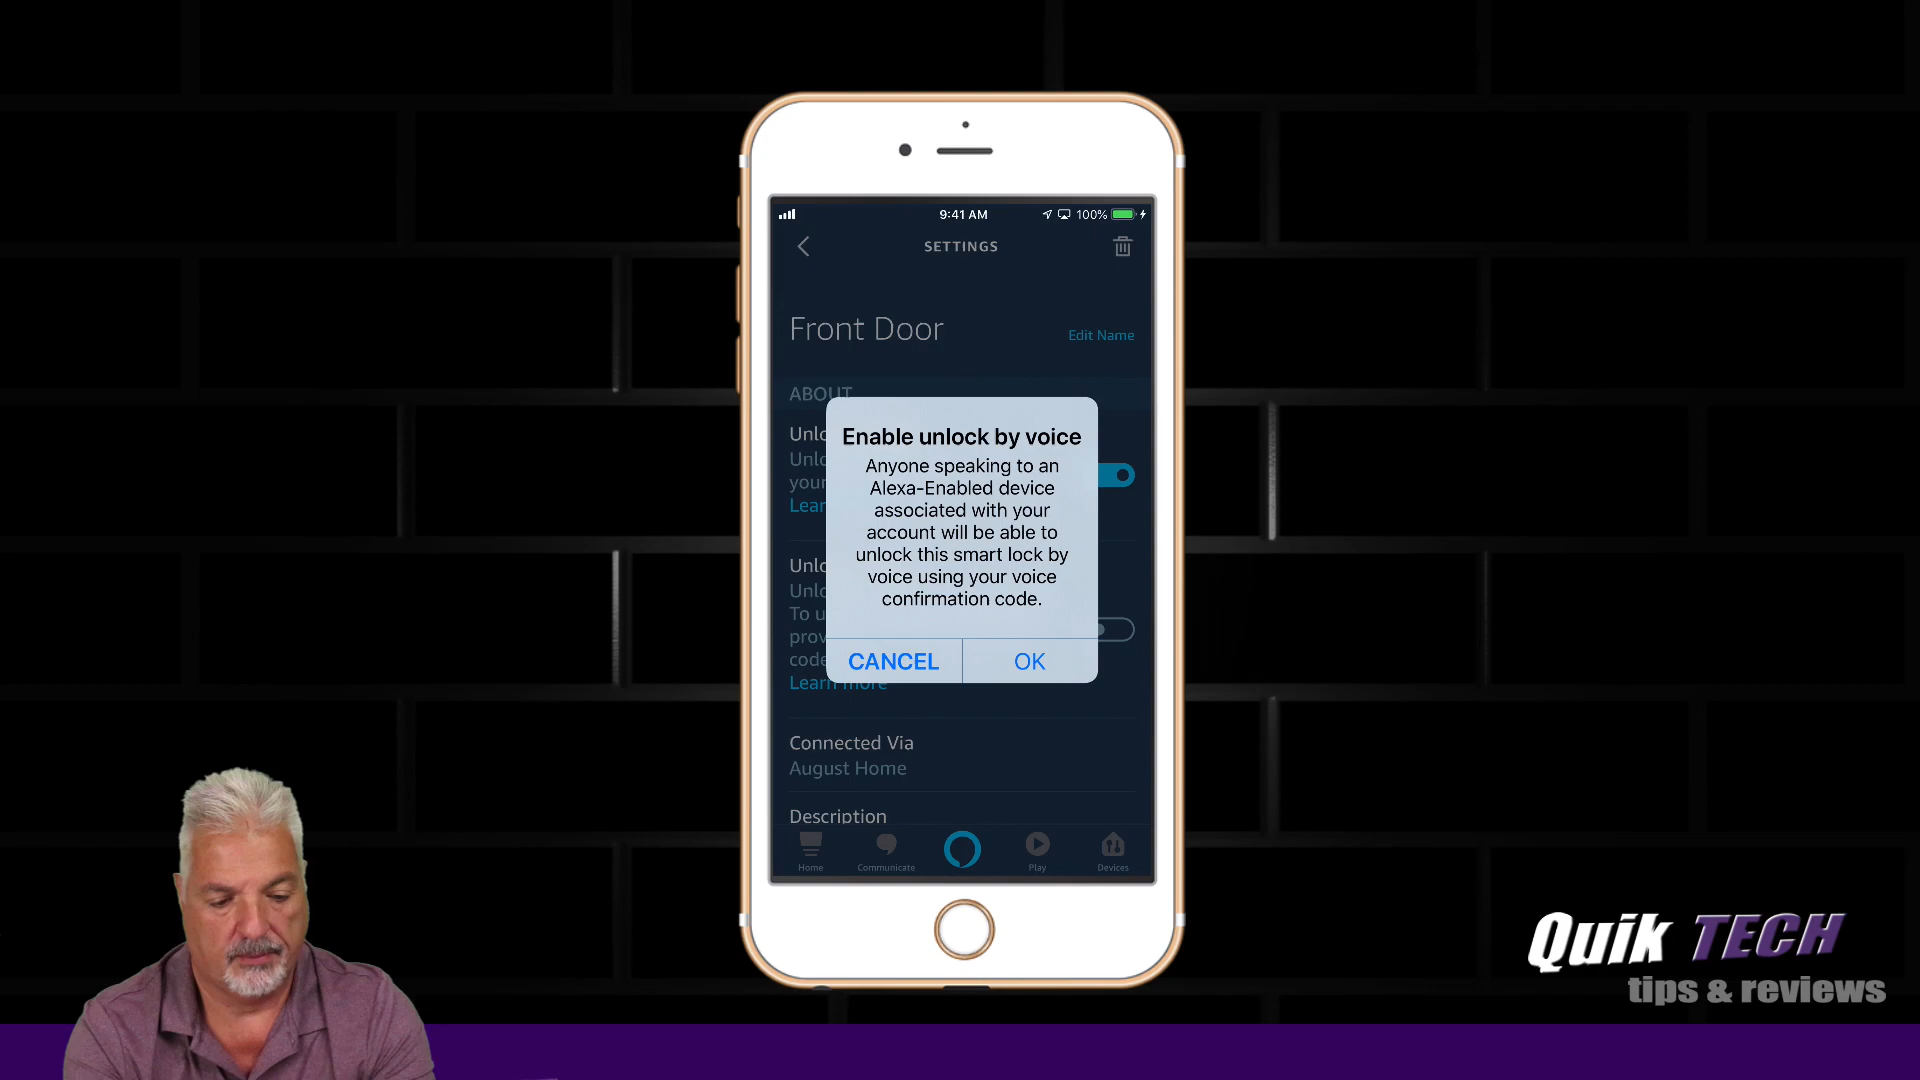 9:41 AM
100%
SETTINGS
Front Door
Edit Name
ABOUT
Enable unlock by voice
Anyone speaking to an
Alexa-Enabled device
associated with your
account will be able to
unlock this smart lock by
voice using your voice
confirmation code.
CANCEL
OK
Learn more
Connected Via
August Home
Description
Home
Communicate
Play
Devices
Quik TECH
tips & reviews